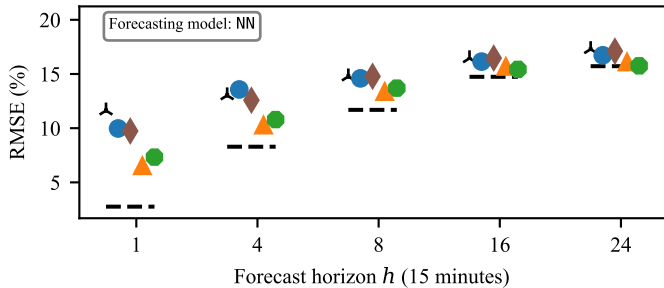 20
15
10
5
RMSE (%)
Forecasting model: NN
1 4 8 16 24
Forecast horizon h (15 minutes)